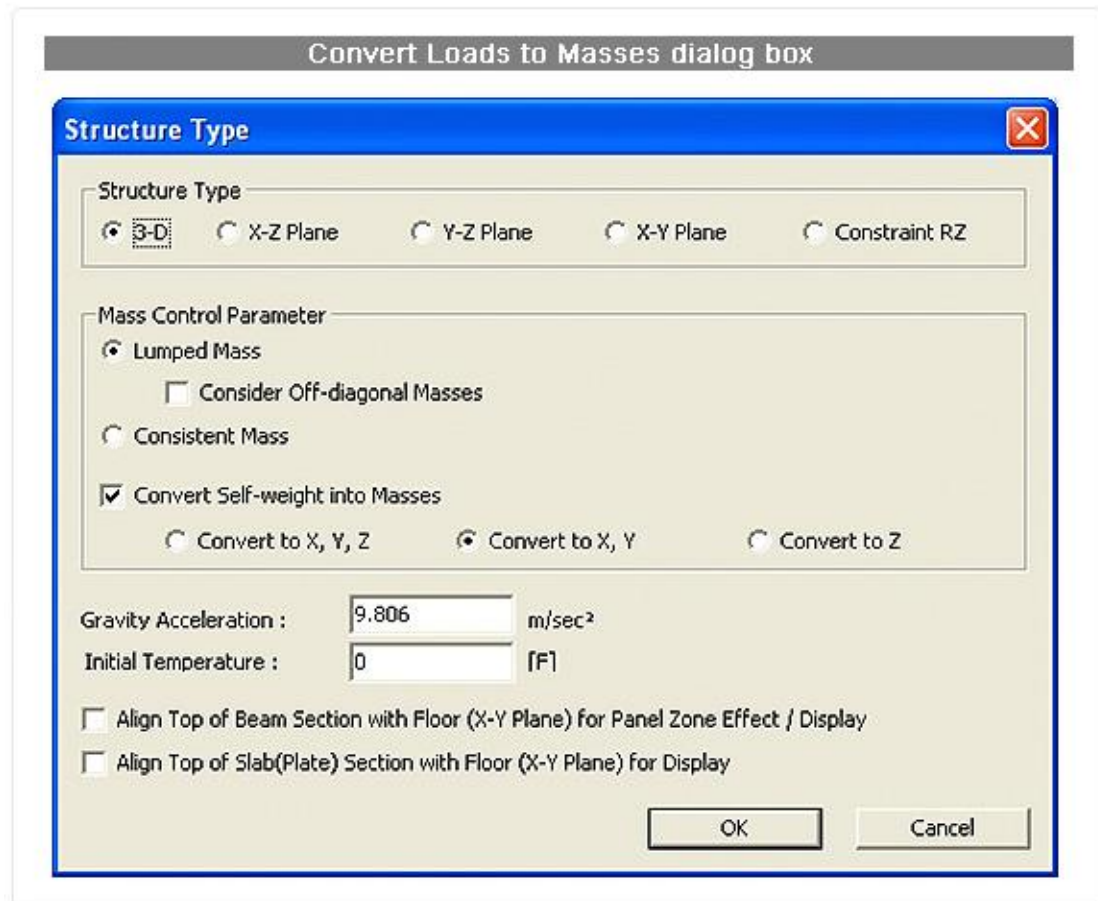 Convert Loads to Masses dialog box
Structure Type
Structure Type
3-D X-Z Plane Y-Z Plane X-Y Plane Constraint RZ
Mass Control Parameter
Lumped Mass
Consider Off-diagonal Masses
Consistent Mass
Convert Self-weight into Masses
Convert to X, Y, Z Convert to X, Y Convert to Z
Gravity Acceleration : 9.806 m/sec²
Initial Temperature : 0 [F]
Align Top of Beam Section with Floor (X-Y Plane) for Panel Zone Effect / Display
Align Top of Slab(Plate) Section with Floor (X-Y Plane) for Display
OK Cancel